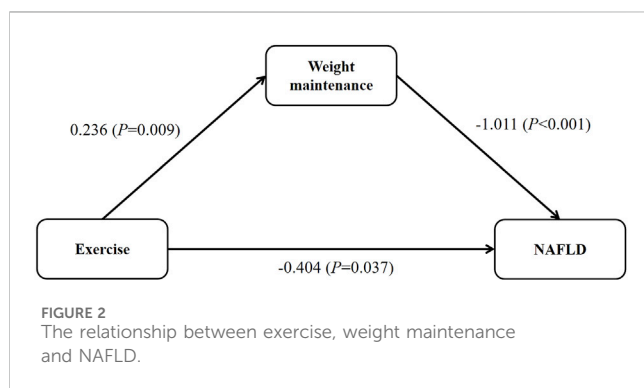 Weight
maintenance
0.236 (P=0.009)
-1.011 (P<0.001)
Exercise
NAFLD
-0.404 (P=0.037)
FIGURE 2
The relationship between exercise, weight maintenance
and NAFLD.